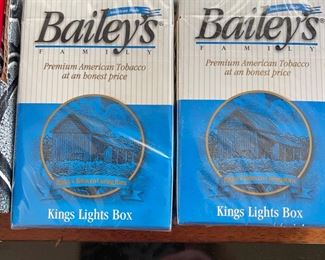 Bailey's
FAMILY
Premium American Tobacco
at an honest price
Kings Lights Box
Bailey's
FAMILY
Premium American Tobacco
at an honest price
Kings Lights Box